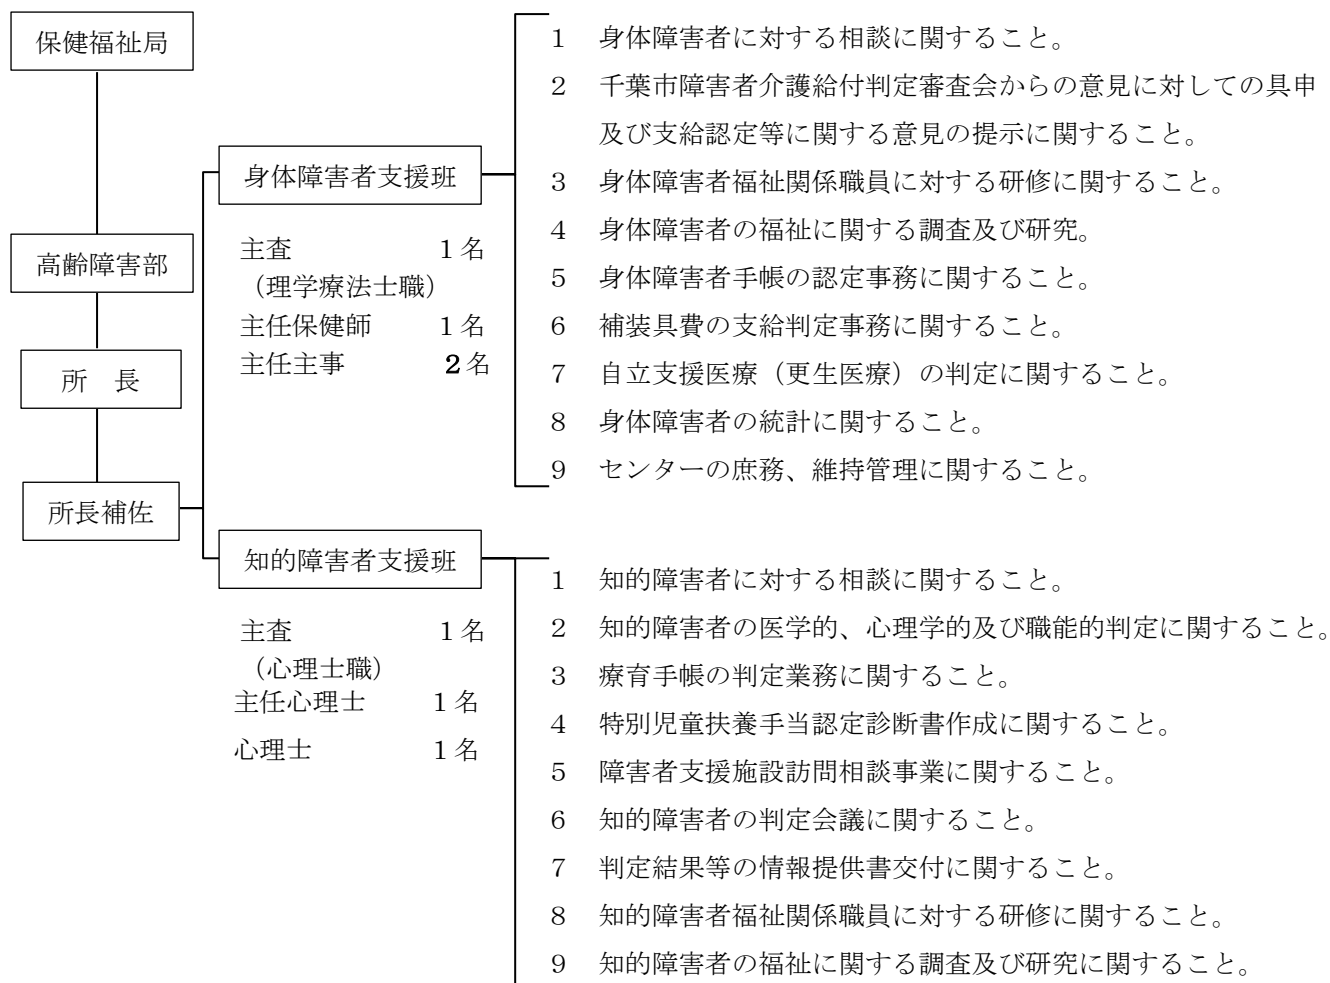 保健福祉局
高齢障害部
所　長
所長補佐
身体障害者支援班
主査　１名
（理学療法士職）
主任保健師　１名
主任主事　２名
１　身体障害者に対する相談に関すること。
２　千葉市障害者介護給付判定審査会からの意見に対しての具申
及び支給認定等に関する意見の提示に関すること。
３　身体障害者福祉関係職員に対する研修に関すること。
４　身体障害者の福祉に関する調査及び研究。
５　身体障害者手帳の認定事務に関すること。
６　補装具費の支給判定事務に関すること。
７　自立支援医療（更生医療）の判定に関すること。
８　身体障害者の統計に関すること。
９　センターの庶務、維持管理に関すること。
知的障害者支援班
主査　１名
（心理士職）
主任心理士　１名
心理士　１名
１　知的障害者に対する相談に関すること。
２　知的障害者の医学的、心理学的及び職能的判定に関すること。
３　療育手帳の判定業務に関すること。
４　特別児童扶養手当認定診断書作成に関すること。
５　障害者支援施設訪問相談事業に関すること。
６　知的障害者の判定会議に関すること。
７　判定結果等の情報提供書交付に関すること。
８　知的障害者福祉関係職員に対する研修に関すること。
９　知的障害者の福祉に関する調査及び研究に関すること。